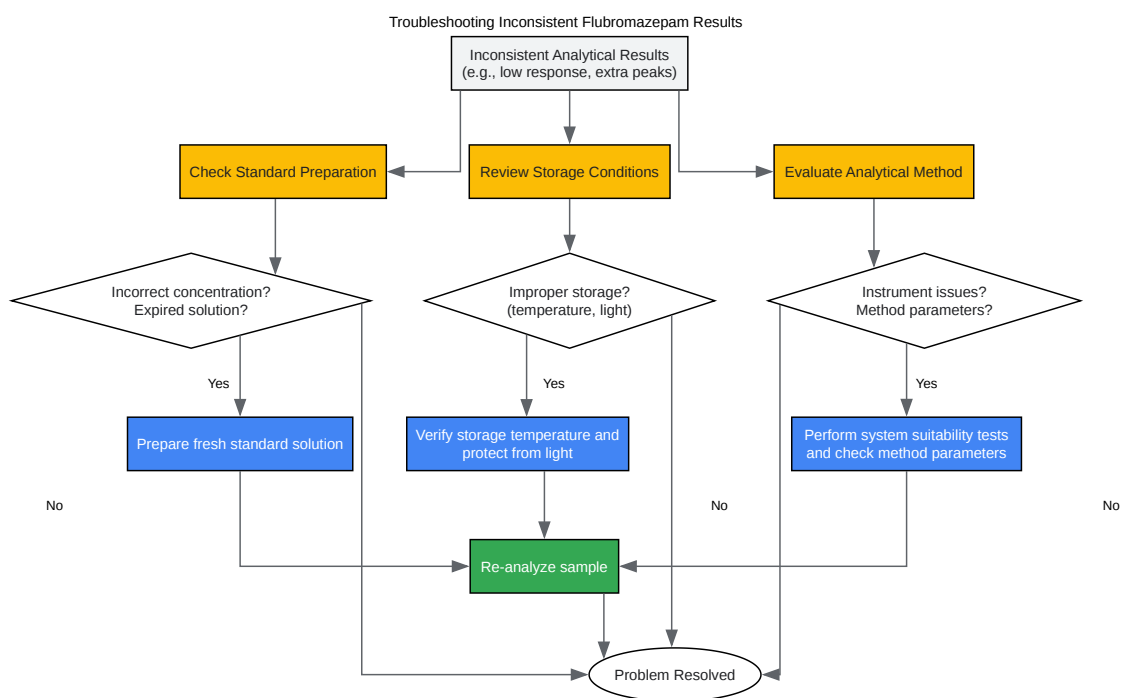 Troubleshooting Inconsistent Flubromazepam Results
Inconsistent Analytical Results
(e.g., low response, extra peaks)
Check Standard Preparation
Review Storage Conditions
Evaluate Analytical Method
Incorrect concentration?
Expired solution?
Improper storage?
(temperature, light)
Instrument issues?
Method parameters?
Yes
Yes
Yes
Prepare fresh standard solution
Verify storage temperature and
protect from light
Perform system suitability tests
and check method parameters
No
No
No
Re-analyze sample
Problem Resolved